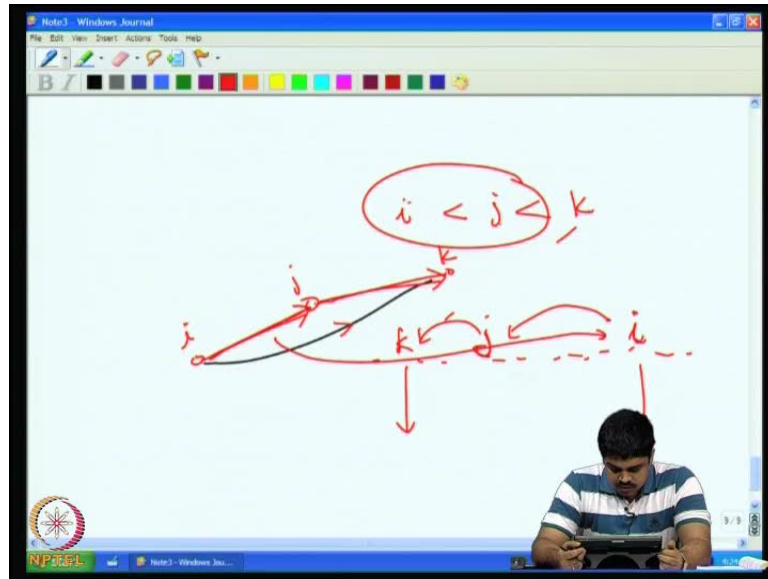 Note3 - Windows Journal
File Edit View Insert Actions Tools Help
B I
i < j < k
k
j
i
k j i
9/9
NPTEL
Note3 - Windows Jou...